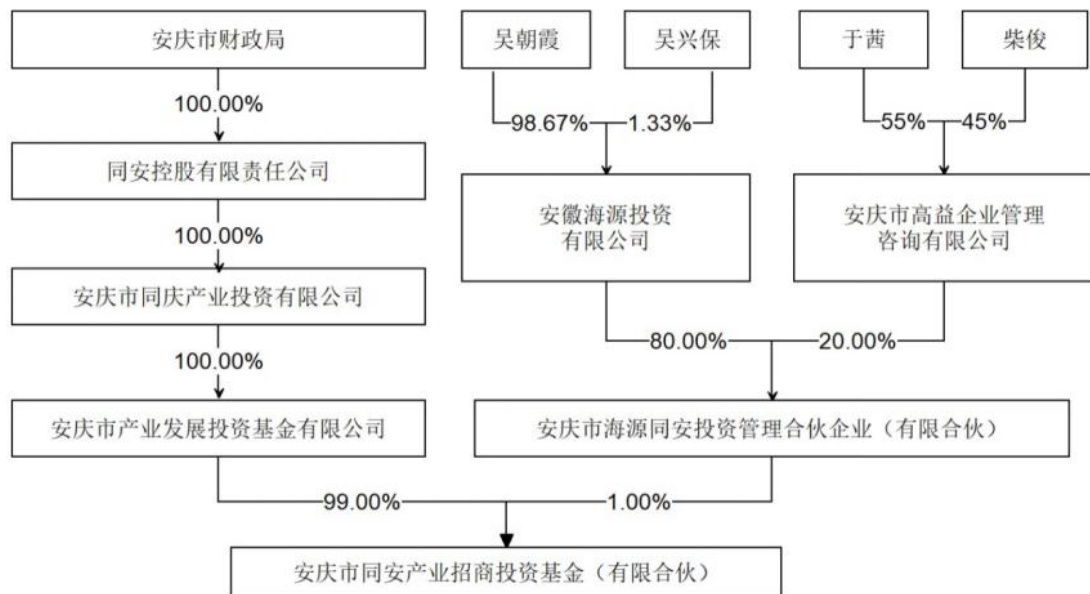 安庆市财政局
吴朝霞
吴兴保
于茜
柴俊
100.00%
98.67%
1.33%
55%
45%
同安控股有限责任公司
安徽海源投资
有限公司
安庆市高益企业管理
咨询有限公司
100.00%
安庆市同庆产业投资有限公司
80.00%
20.00%
100.00%
安庆市产业发展投资基金有限公司
安庆市海源同安投资管理合伙企业（有限合伙）
99.00%
1.00%
安庆市同安产业招商投资基金（有限合伙）